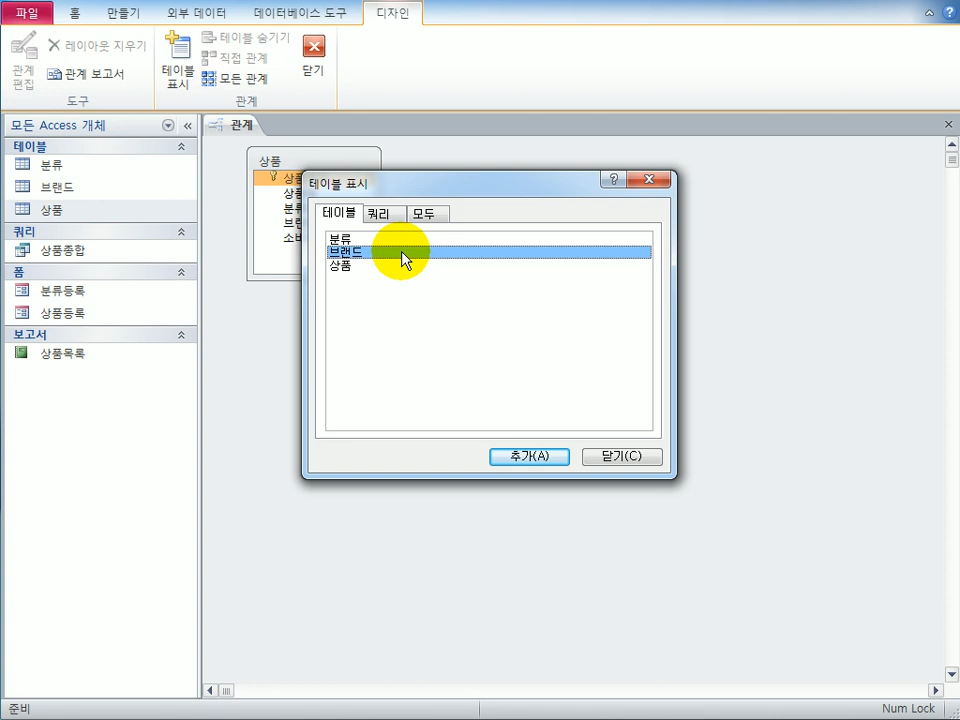 파일 홈 만들기 외부 데이터 데이터베이스 도구 디자인
관계 편집
레이아웃 지우기
관계 보고서
도구
테이블 표시
테이블 숨기기
직접 관계
모든 관계
닫기
관계
모든 Access 개체
테이블
분류
브랜드
상품
쿼리
상품종합
폼
분류등록
상품등록
보고서
상품목록
관계
상품
테이블 표시
테이블 쿼리 모두
분류
브랜드
상품
추가(A) 닫기(C)
준비
Num Lock